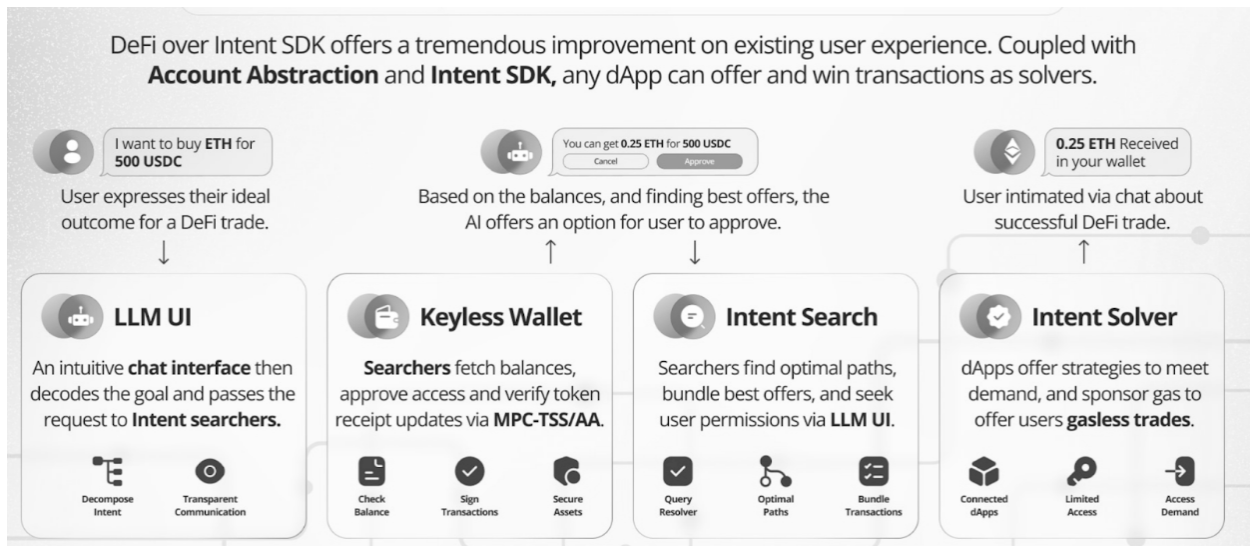 DeFi over Intent SDK offers a tremendous improvement on existing user experience. Coupled with
Account Abstraction and Intent SDK, any dApp can offer and win transactions as solvers.
I want to buy ETH for
500 USDC
User expresses their ideal
outcome for a DeFi trade.
You can get 0.25 ETH for 500 USDC
Cancel
Approve
Based on the balances, and finding best offers, the
AI offers an option for user to approve.
0.25 ETH Received
in your wallet
User intimated via chat about
successful DeFi trade.
LLM UI
An intuitive chat interface then
decodes the goal and passes the
request to Intent searchers.
Decompose
Intent
Transparent
Communication
Keyless Wallet
Searchers fetch balances,
approve access and verify token
receipt updates via MPC-TSS/AA.
Check
Balance
Sign
Transactions
Secure
Assets
Intent Search
Searchers find optimal paths,
bundle best offers, and seek
user permissions via LLM UI.
Query
Resolver
Optimal
Paths
Bundle
Transactions
Intent Solver
dApps offer strategies to meet
demand, and sponsor gas to
offer users gasless trades.
Connected
dApps
Limited
Access
Access
Demand